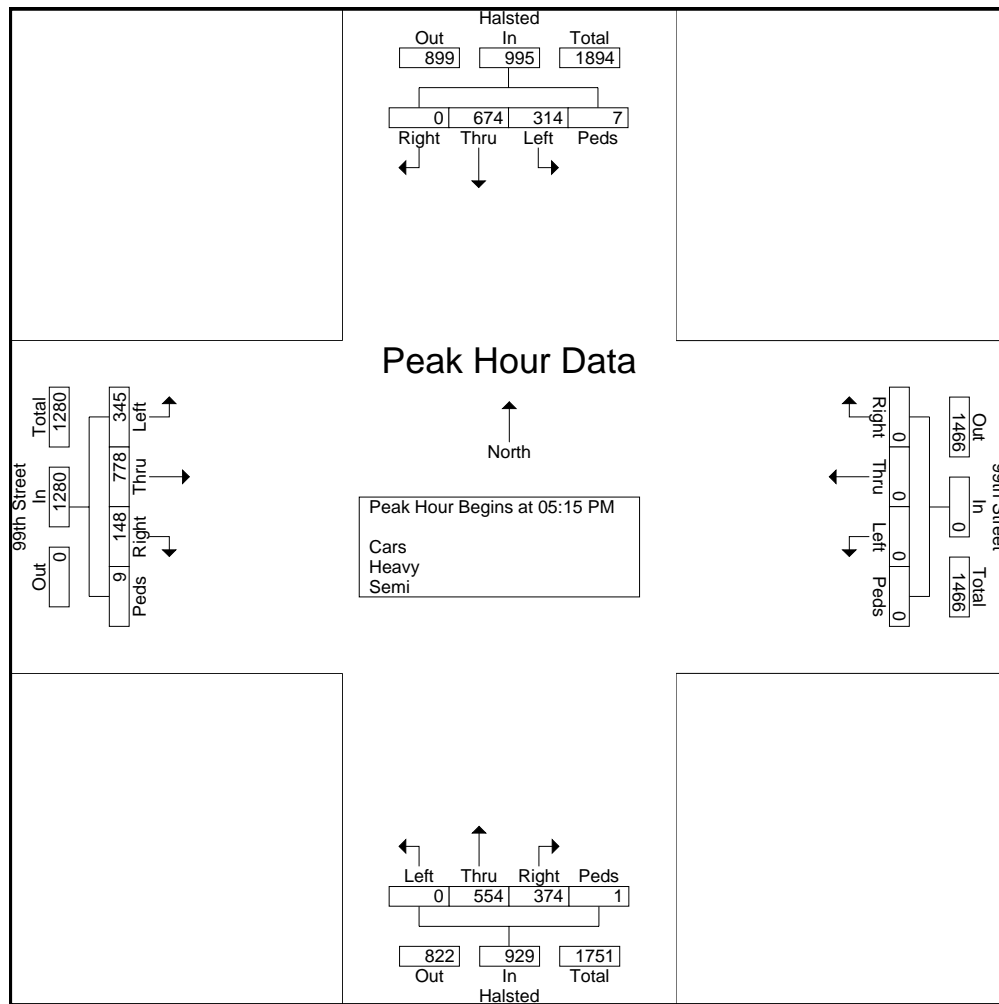 Halsted
Out In Total
899 995 1894
0 674 314 7
Right Thru Left Peds
Peak Hour Data
North
Peak Hour Begins at 05:15 PM
Cars
Heavy
Semi
99th Street
Total In Out
1280 1280 0
345 778 148 9
Left Thru Right Peds
99th Street
Out In Total
1466 0 1466
0 0 0 0
Right Thru Left Peds
Left Thru Right Peds
0 554 374 1
822 929 1751
Out In Total
Halsted